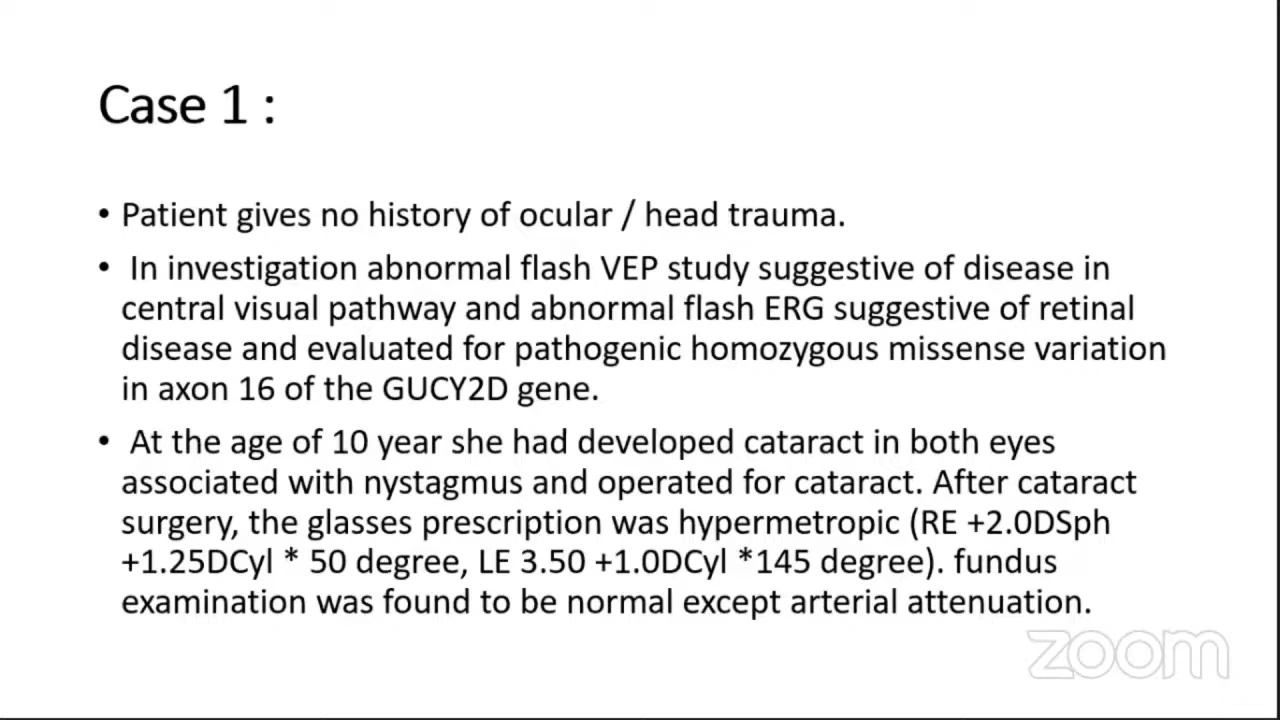 Case 1 :
• Patient gives no history of ocular / head trauma.
• In investigation abnormal flash VEP study suggestive of disease in
central visual pathway and abnormal flash ERG suggestive of retinal
disease and evaluated for pathogenic homozygous missense variation
in axon 16 of the GUCY2D gene.
• At the age of 10 year she had developed cataract in both eyes
associated with nystagmus and operated for cataract. After cataract
surgery, the glasses prescription was hypermetropic (RE +2.0DSph
+1.25DCyl * 50 degree, LE 3.50 +1.0DCyl *145 degree). fundus
examination was found to be normal except arterial attenuation.
zoom